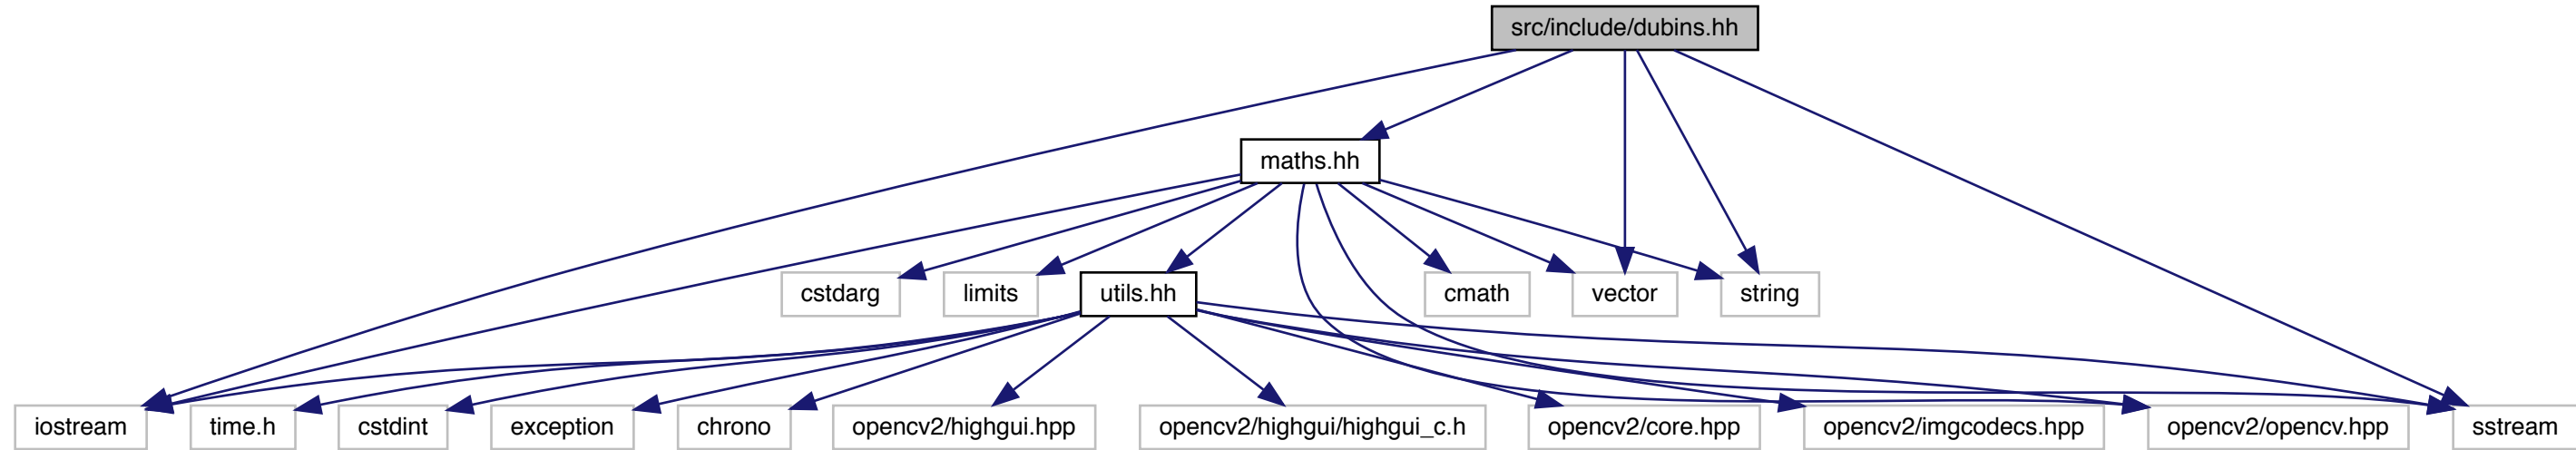 src/include/dubins.hh
maths.hh
cstdarg
limits
utils.hh
cmath
vector
string
iostream
time.h
cstdint
exception
chrono
opencv2/highgui.hpp
opencv2/highgui/highgui_c.h
opencv2/core.hpp
opencv2/imgcodecs.hpp
opencv2/opencv.hpp
sstream